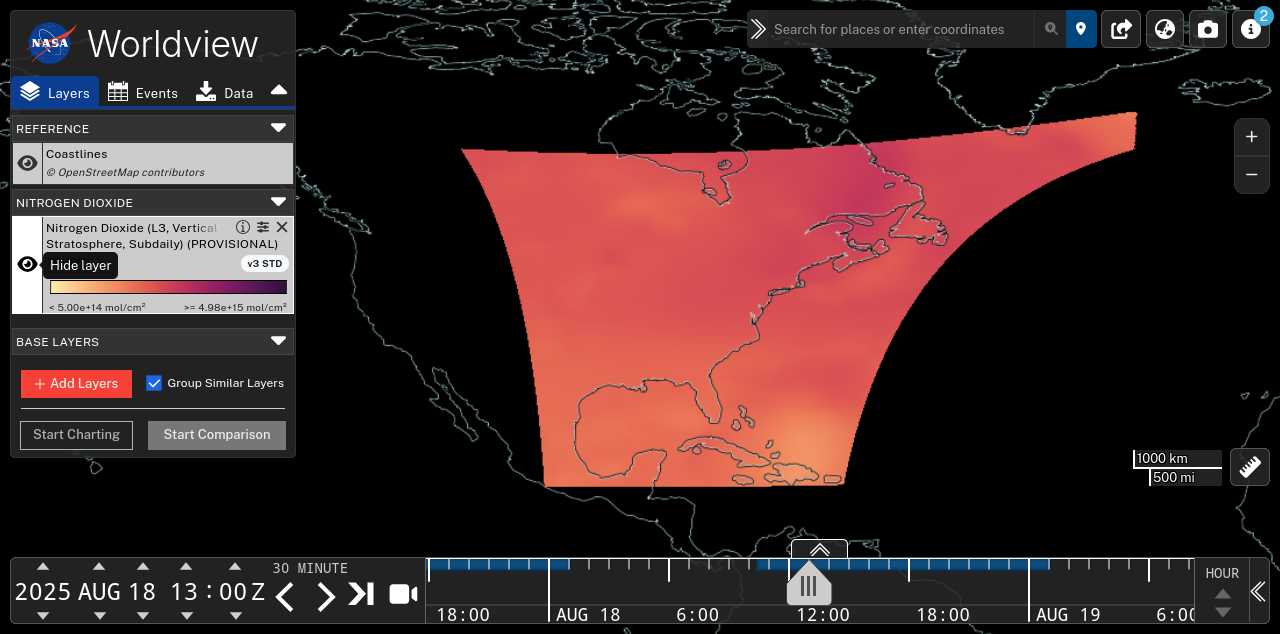 NASA
Worldview
Layers
Events
Data
REFERENCE
Coastlines
© OpenStreetMap contributors
NITROGEN DIOXIDE
Nitrogen Dioxide (L3, Vertical
Stratosphere, Subdaily) (PROVISIONAL)
Hide layer
v3 STD
< 5.00e+14 mol/cm²
>= 4.98e+15 mol/cm²
BASE LAYERS
+ Add Layers
Group Similar Layers
Start Charting
Start Comparison
Search for places or enter coordinates
2
+
−
1000 km
500 mi
2025 AUG 18 13 : 00 Z
30 MINUTE
18:00
AUG 18
6:00
12:00
18:00
AUG 19
6:00
HOUR